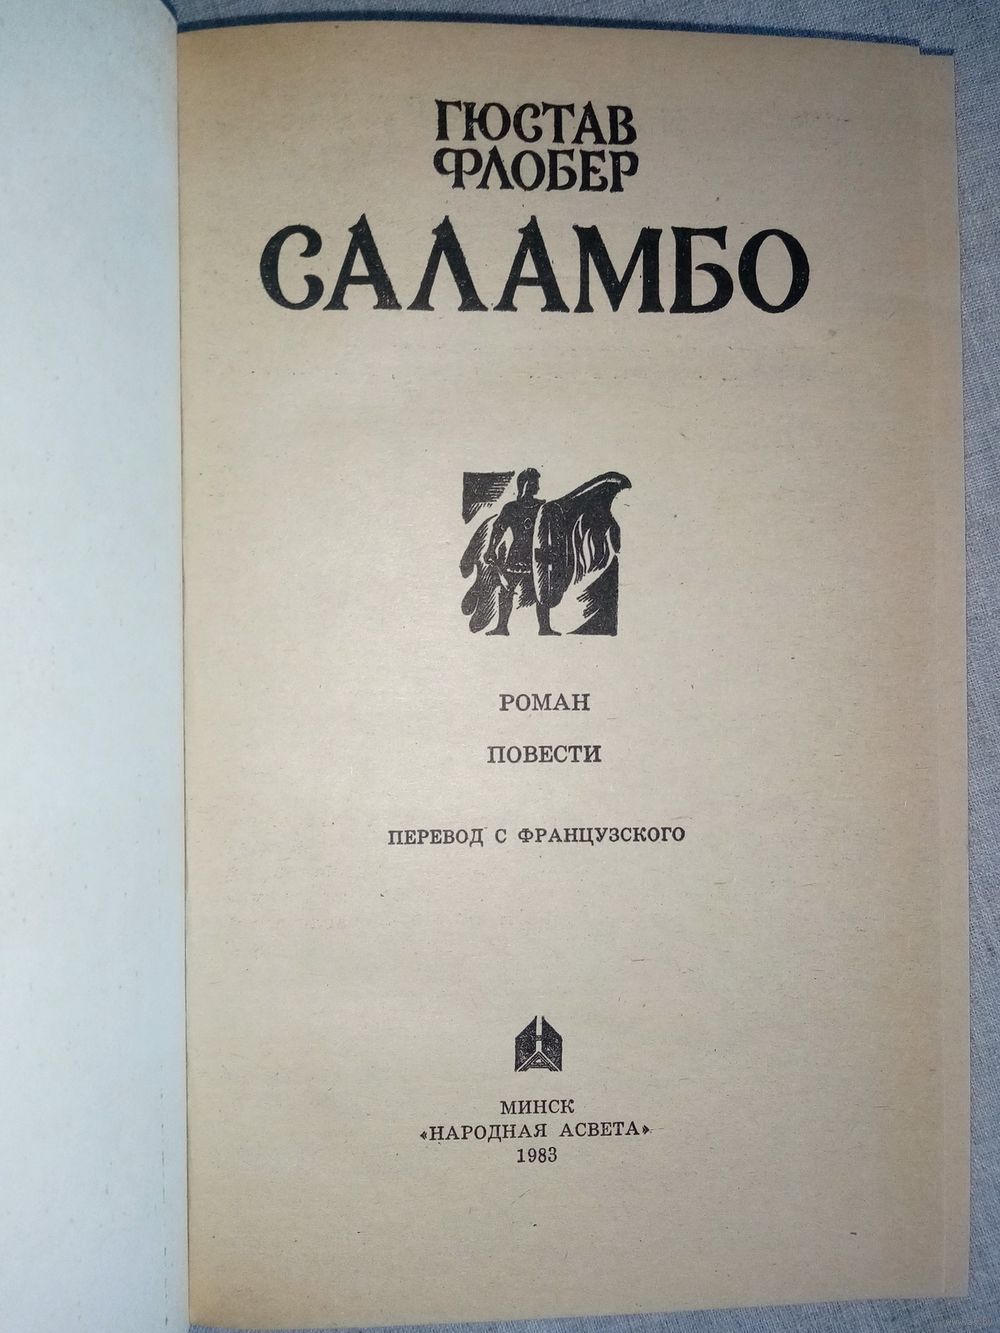 ГЮСТАВ
ФЛОБЕР
САЛАМБО
РОМАН
ПОВЕСТИ
ПЕРЕВОД С ФРАНЦУЗСКОГО
МИНСК
«НАРОДНАЯ АСВЕТА»
1983